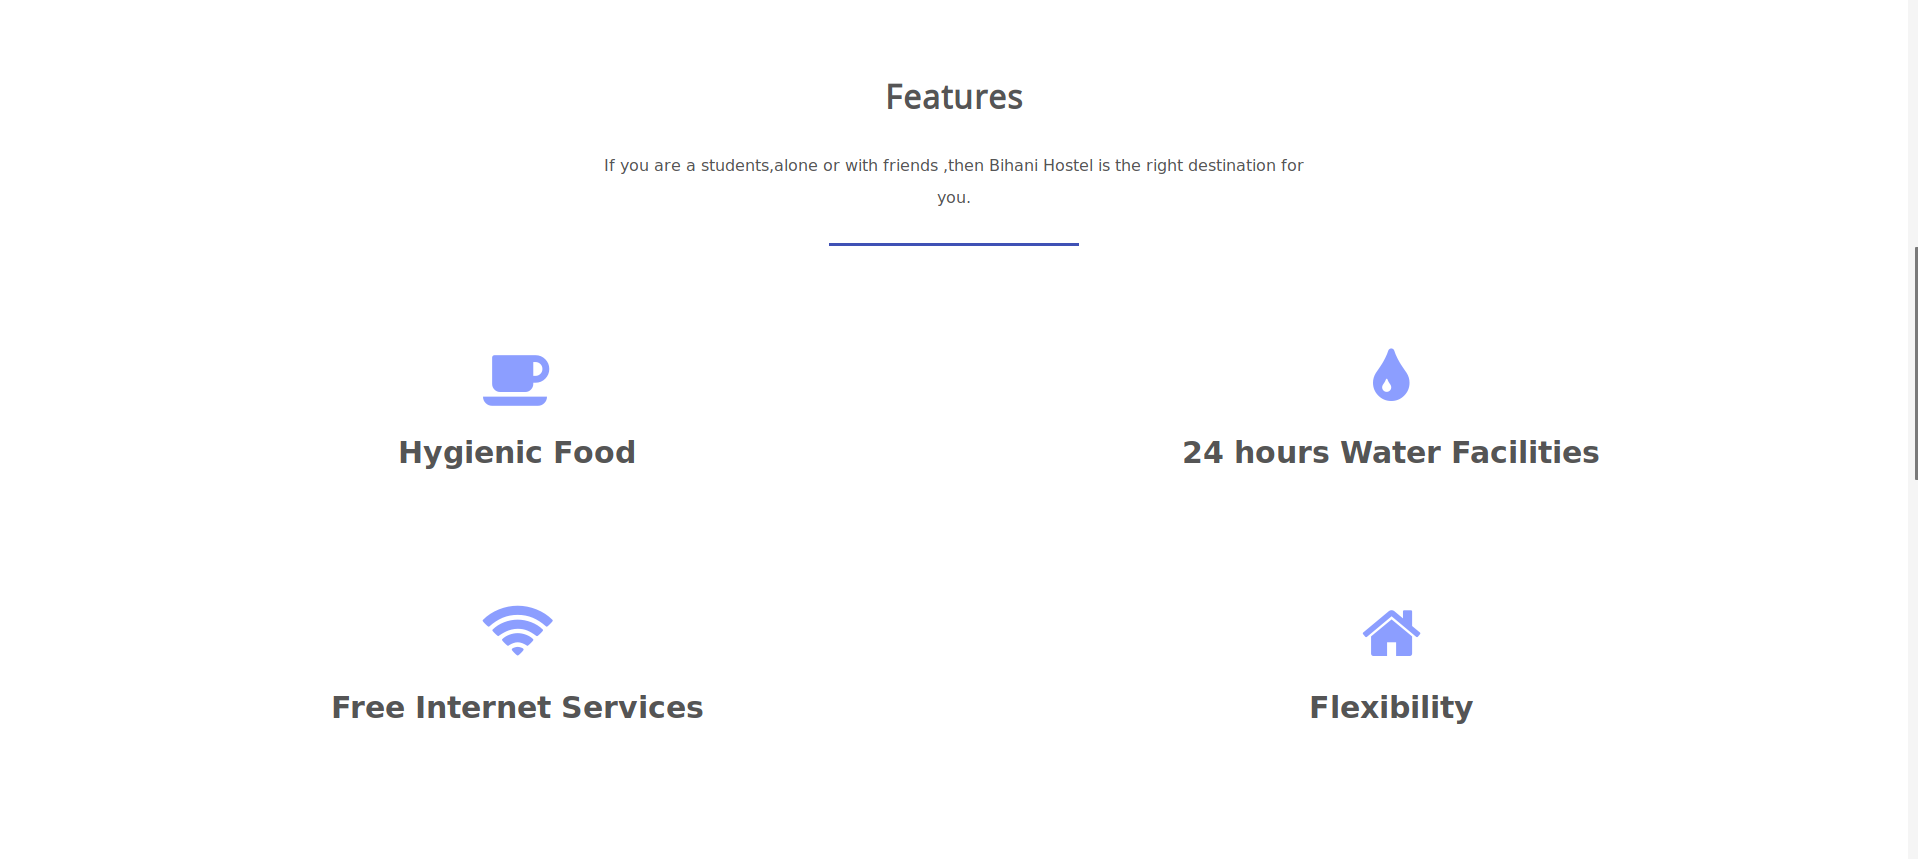 Features
If you are a students,alone or with friends ,then Bihani Hostel is the right destination for
you.
Hygienic Food
24 hours Water Facilities
Free Internet Services
Flexibility